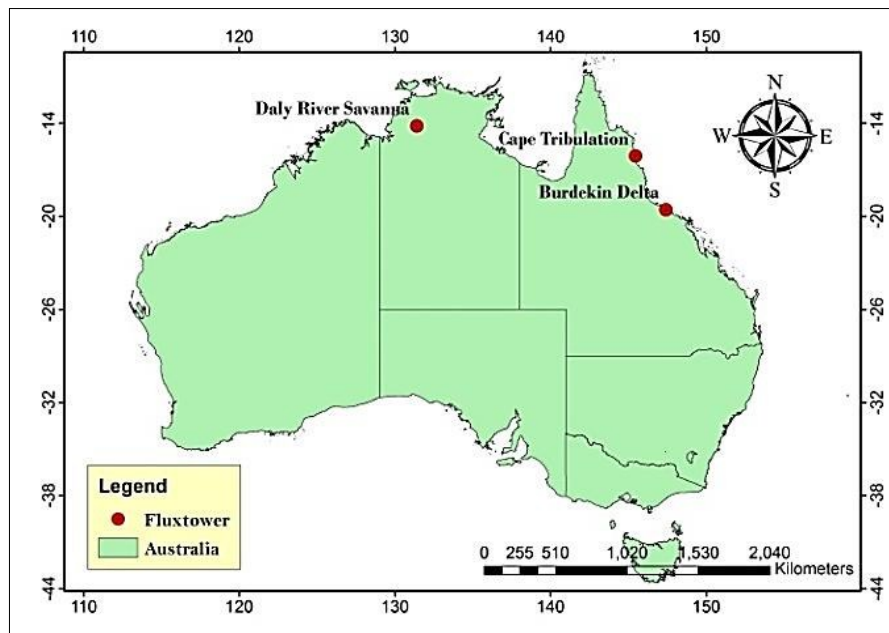 110 120 130 140 150
N
W E
S
Daly River Savanna
Cape Tribulation
Burdekin Delta
-14 -14
-20 -20
-26 -26
-32 -32
-38 -38
-44 -44
Legend
Fluxtower
Australia
0 255 510 1,020 1,530 2,040
Kilometers
110 120 130 140 150